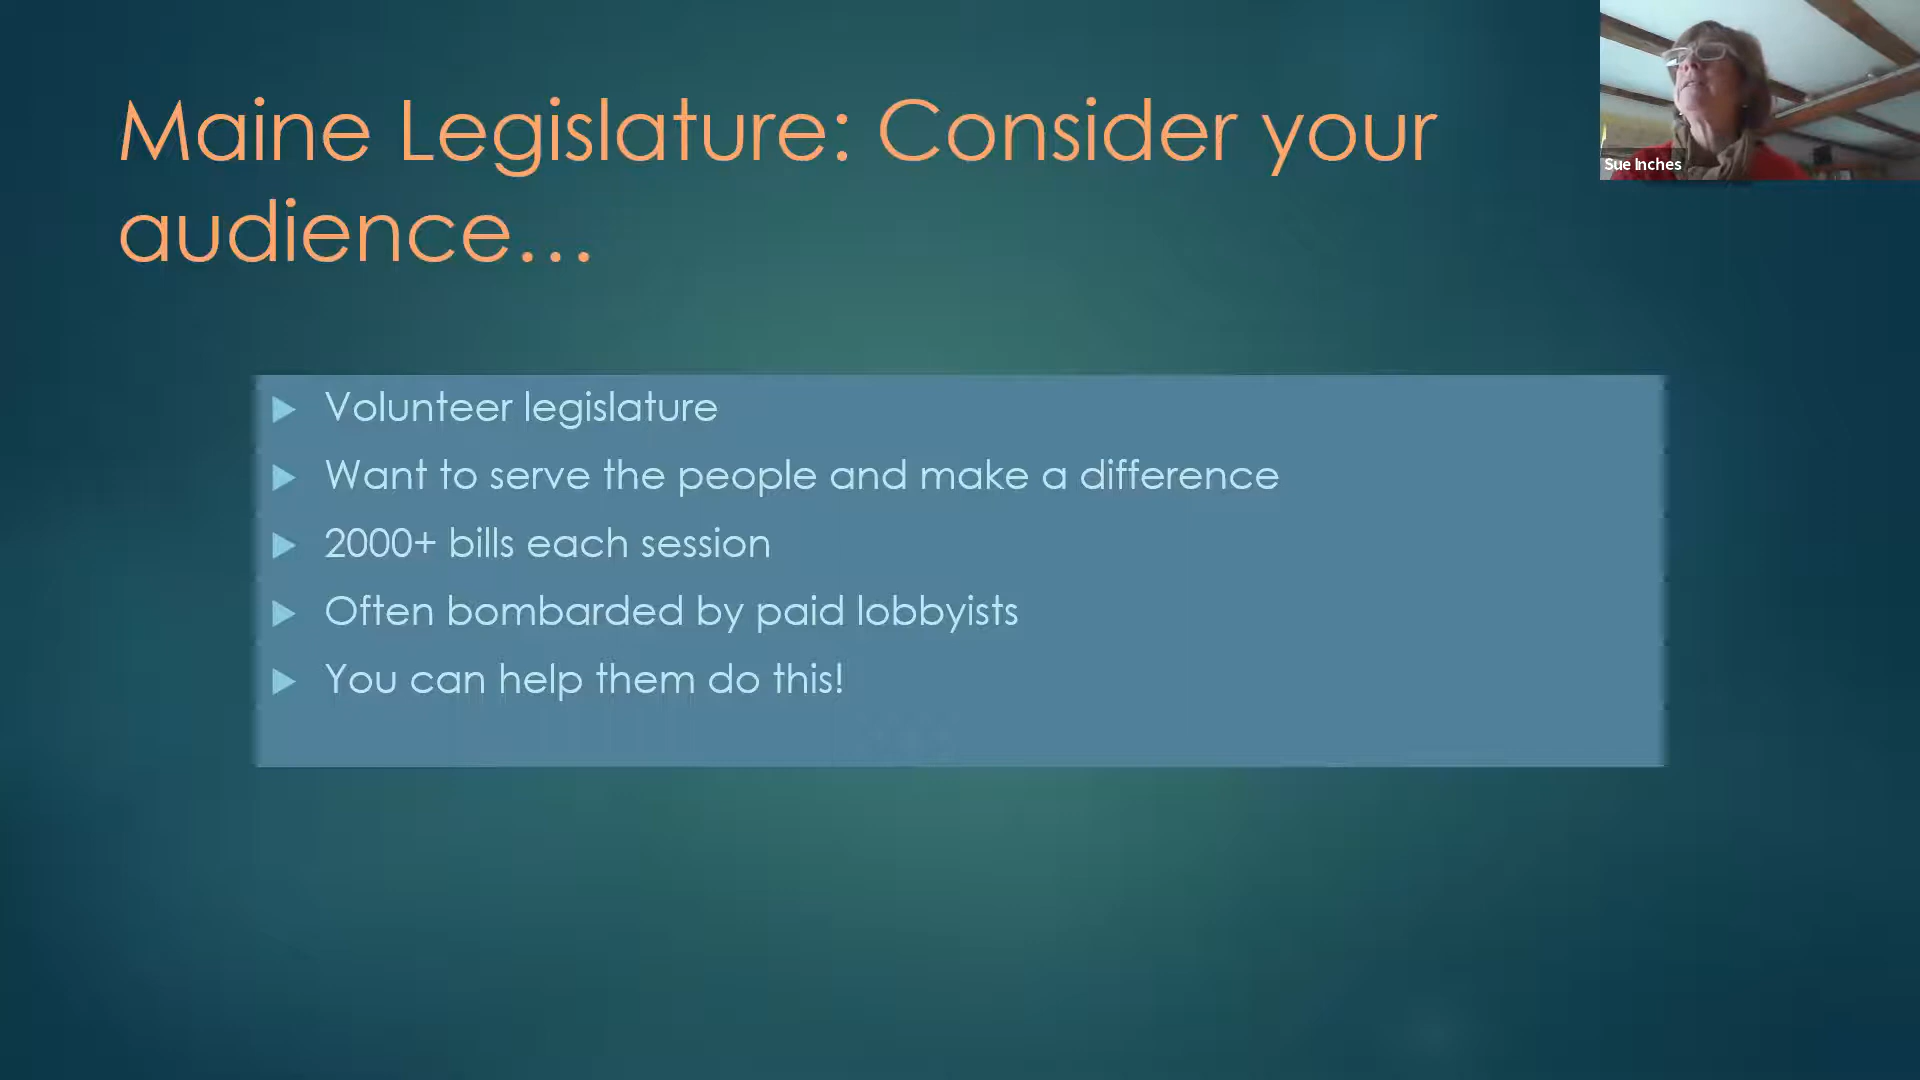 Maine Legislature: Consider your
audience...
Volunteer legislature
Want to serve the people and make a difference
2000+ bills each session
Often bombarded by paid lobbyists
You can help them do this!
Sue Inches